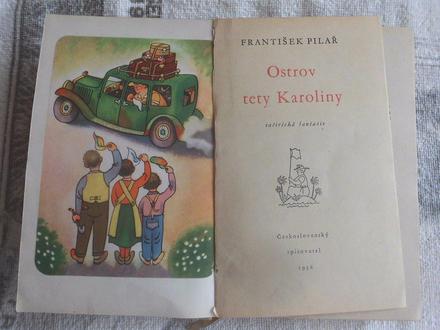 FRANTIŠEK PILAŘ
Ostrov
tety Karoliny
satirická fantasie
Československý
spisovatel
1956